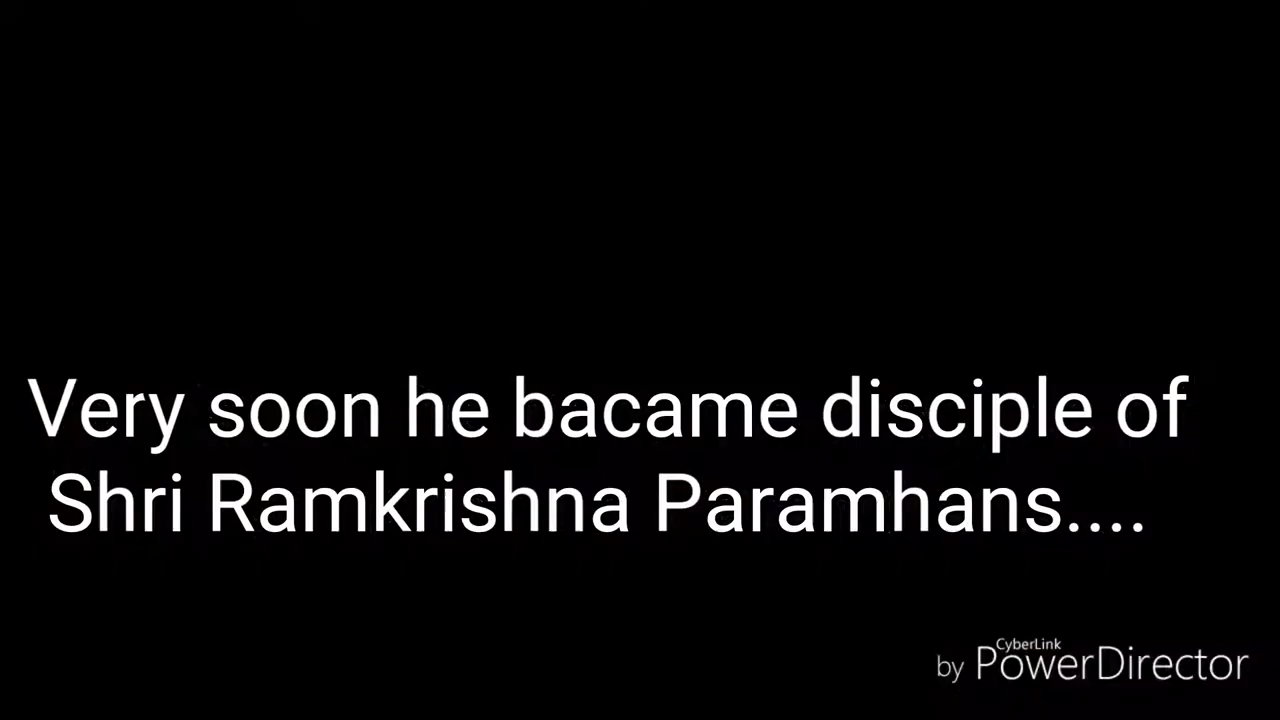 Very soon he bacame disciple of
Shri Ramkrishna Paramhans....
CyberLink
by PowerDirector